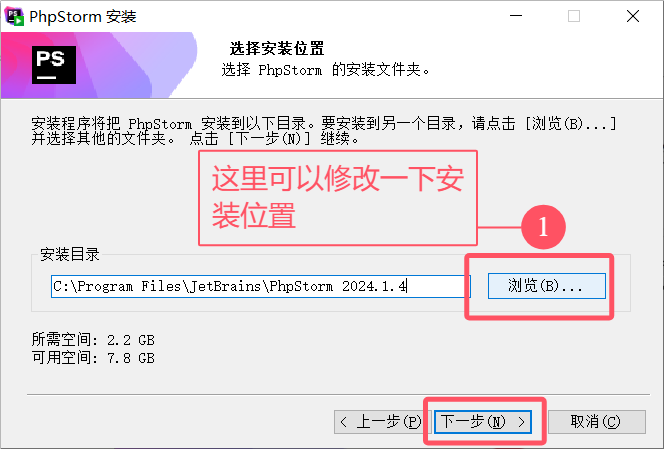 PhpStorm 安装
PS
选择安装位置
PS
选择 PhpStorm 的安装文件夹。
安装程序将把 PhpStorm 安装到以下目录。要安装到另一个目录，请点击 [浏览(B)...]
并选择其他的文件夹。 点击 [下一步(N)] 继续。
这里可以修改一下安
装位置
1
安装目录
C:\Program Files\JetBrains\PhpStorm 2024.1.4
浏览(B)...
所需空间: 2.2 GB
可用空间: 7.8 GB
< 上一步(P)
下一步(N) >
取消(C)